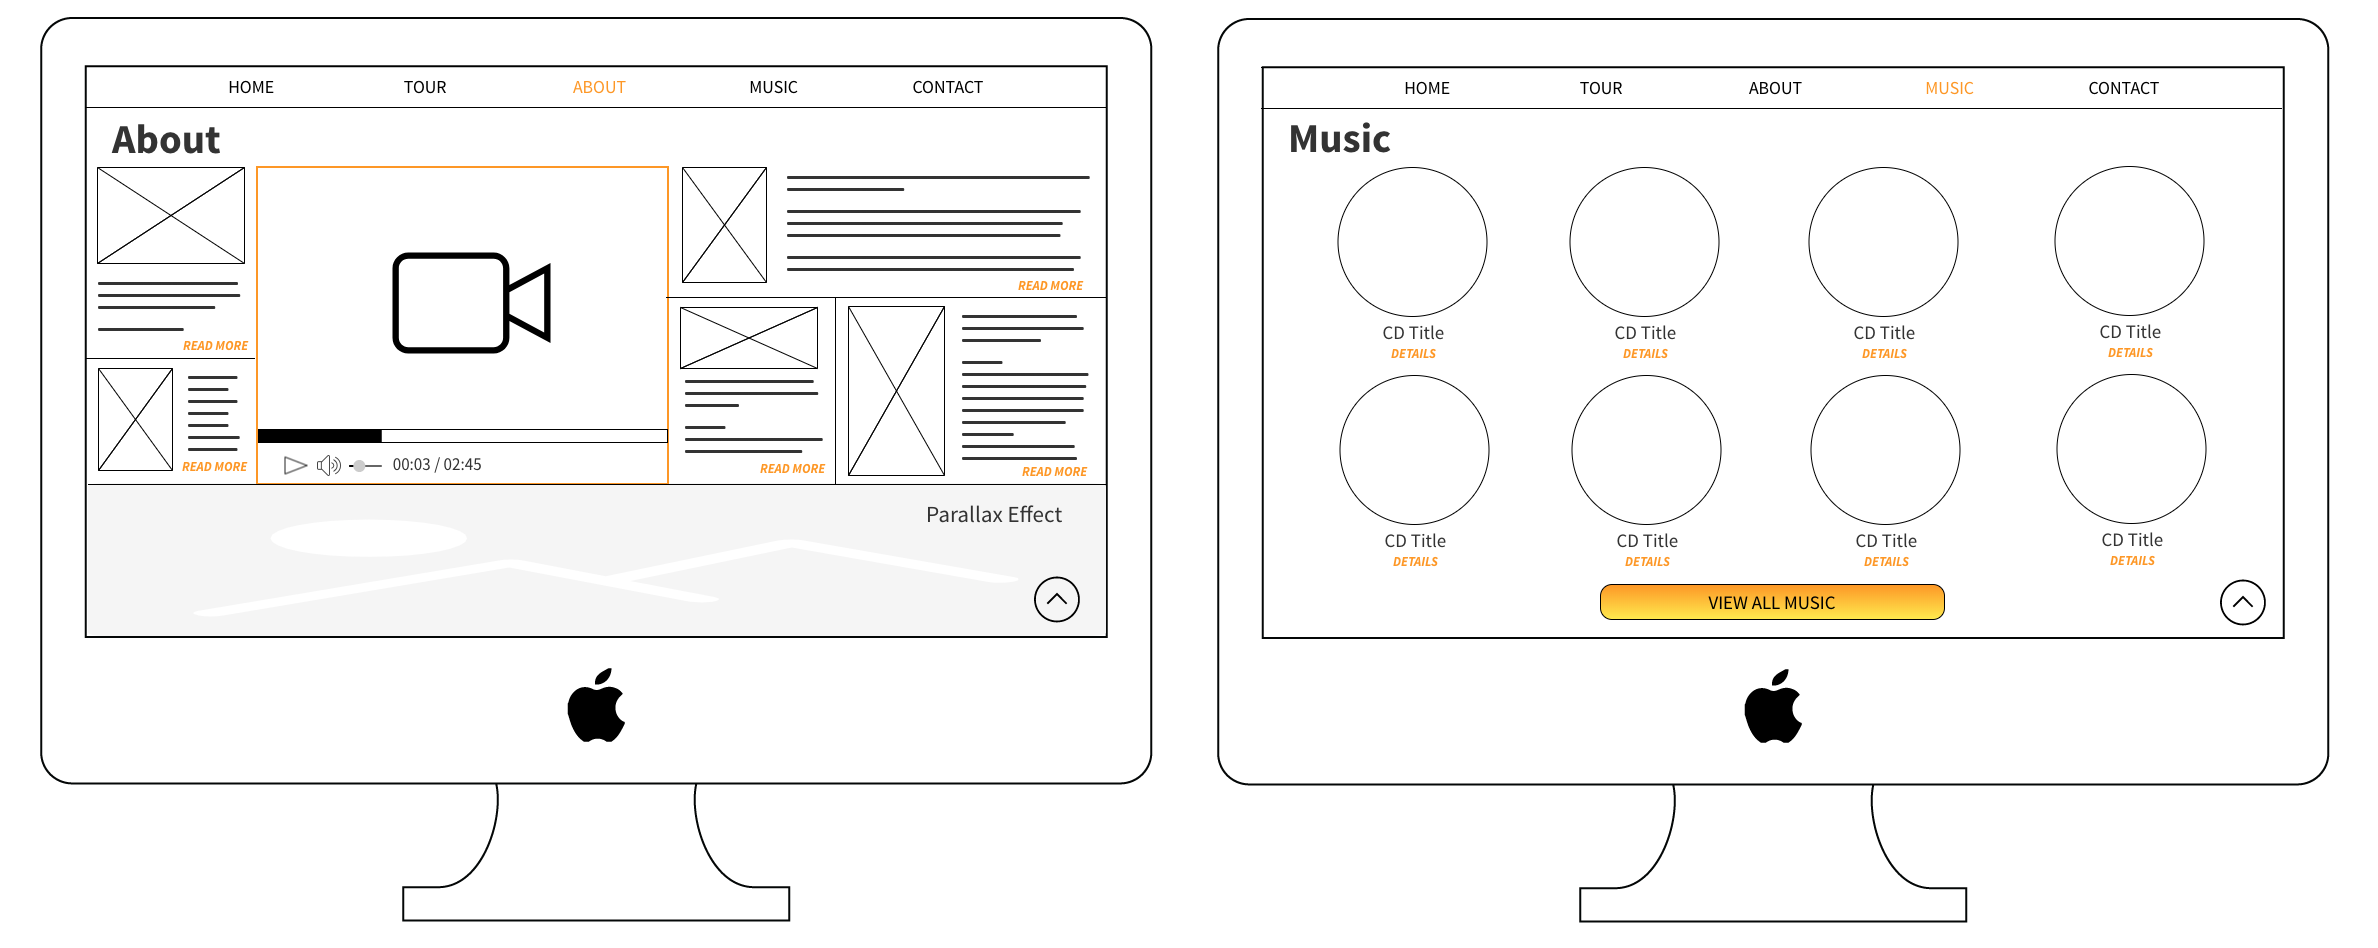 HOME TOUR ABOUT MUSIC CONTACT
About
READ MORE
READ MORE
00:03 / 02:45
READ MORE
READ MORE
READ MORE
Parallax Effect
HOME TOUR ABOUT MUSIC CONTACT
Music
CD Title CD Title CD Title CD Title
DETAILS DETAILS DETAILS DETAILS
CD Title CD Title CD Title CD Title
DETAILS DETAILS DETAILS DETAILS
VIEW ALL MUSIC